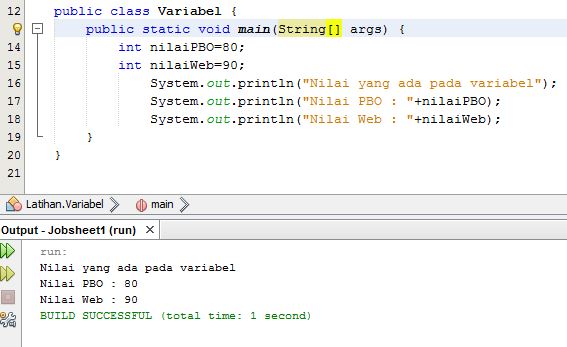 12 public class Variabel {
public static void main(String[] args) {
14 int nilaiPBO=80;
15 int nilaiWeb=90;
16 System.out.println("Nilai yang ada pada variabel");
17 System.out.println("Nilai PBO : "+nilaiPBO);
18 System.out.println("Nilai Web : "+nilaiWeb);
19 }
20 }
21
Latihan.Variabel main
Output - Jobsheet1 (run) ×
run:
Nilai yang ada pada variabel
Nilai PBO : 80
Nilai Web : 90
BUILD SUCCESSFUL (total time: 1 second)